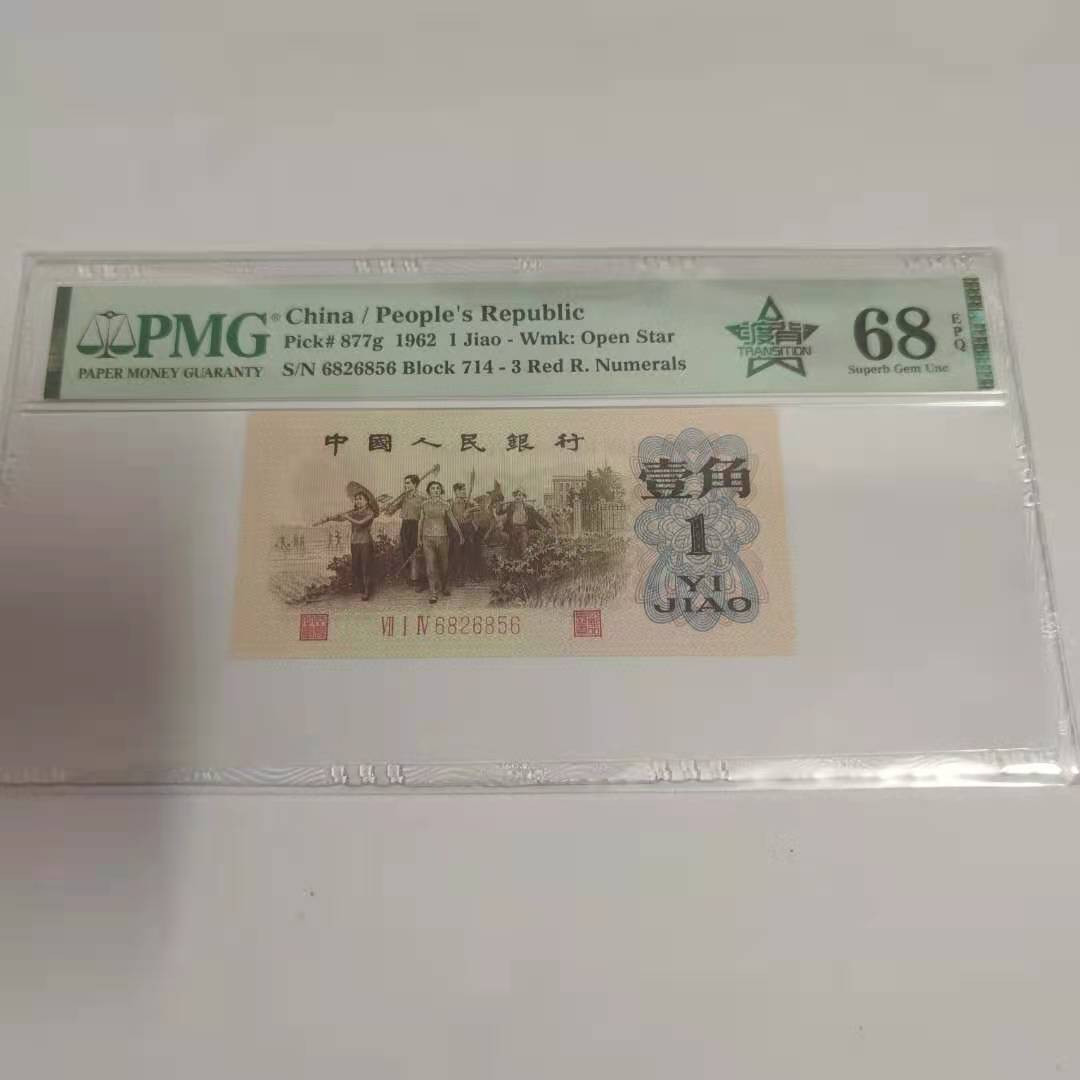 PMG®
PAPER MONEY GUARANTY
China / People's Republic
Pick# 877g 1962 1 Jiao - Wmk: Open Star
S/N 6826856 Block 714 - 3 Red R. Numerals
渡背
TRANSITION
68
EPQ
Superb Gem Unc
中國人民銀行
壹角
1
YI
JIAO
Ⅶ Ⅰ Ⅳ 6826856